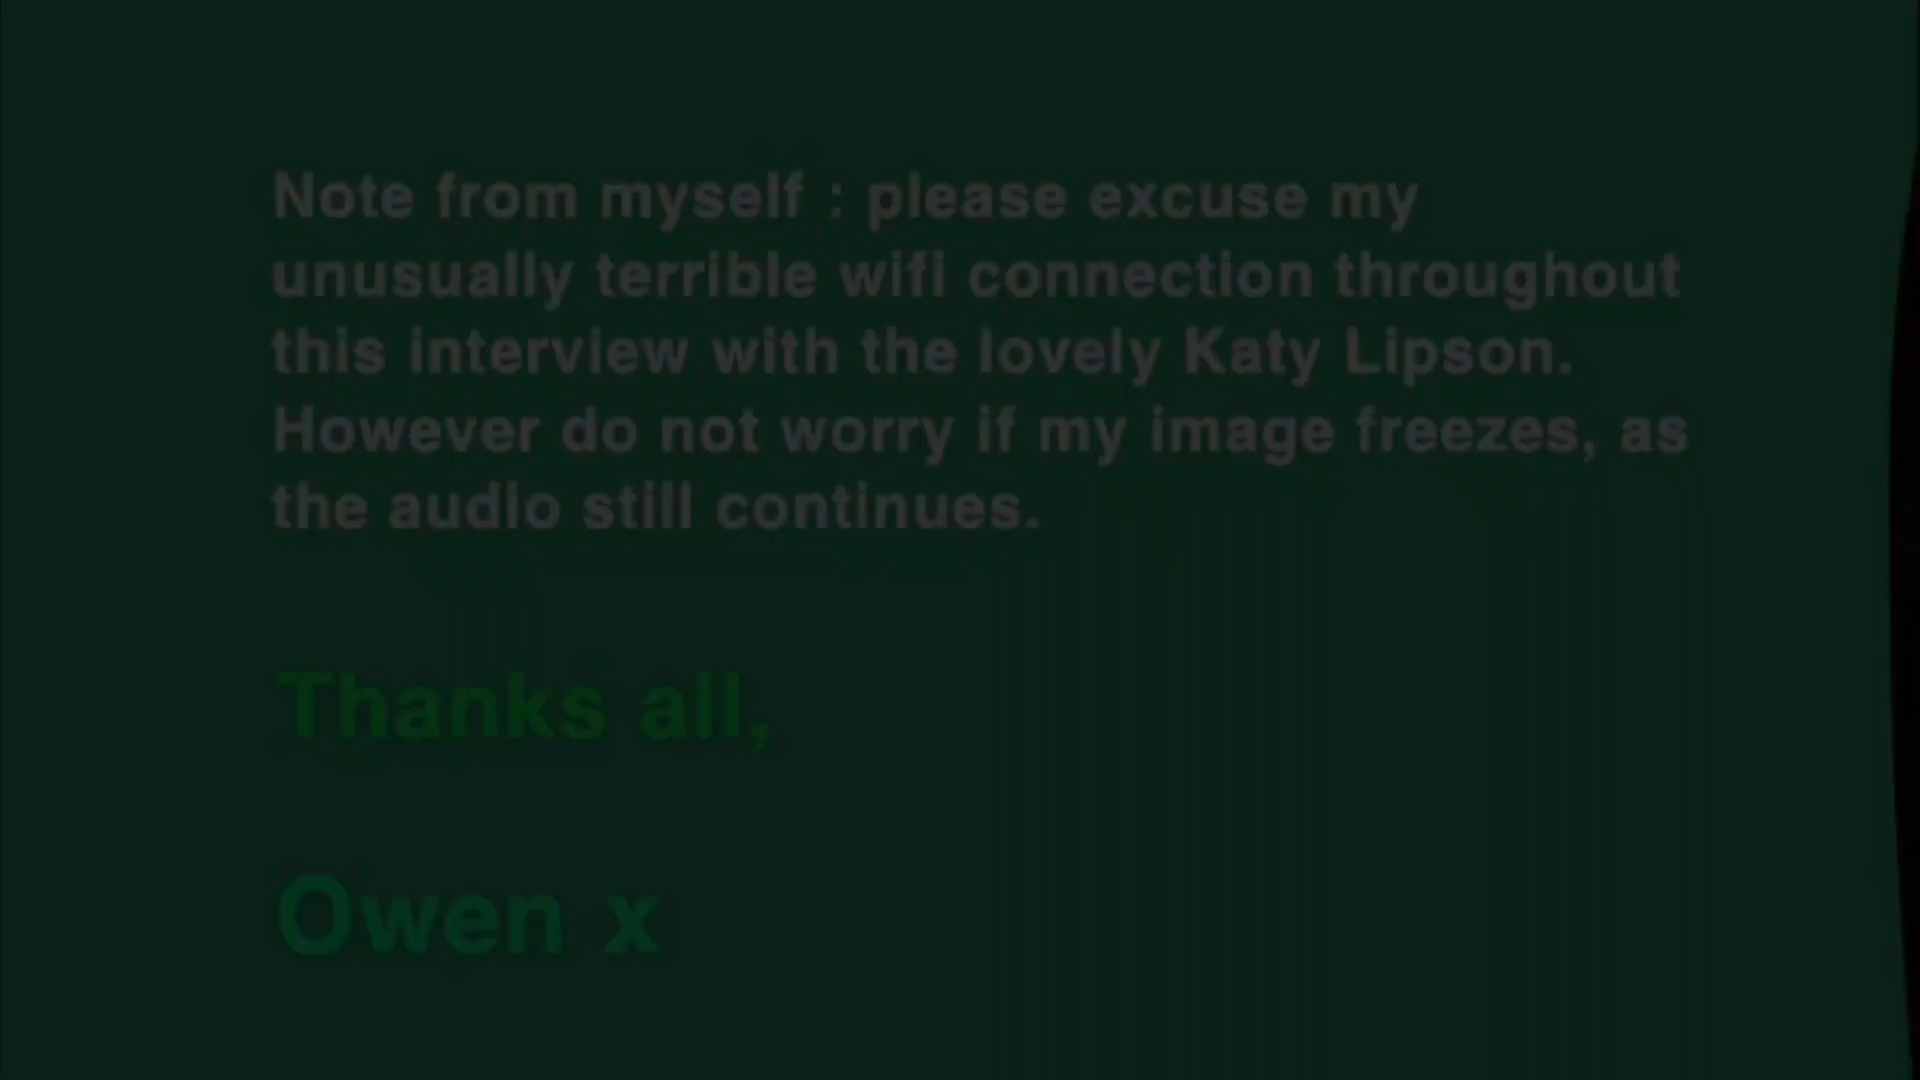 Note from myself : please excuse my
unusually terrible wifi connection throughout
this interview with the lovely Katy Lipson.
However do not worry if my image freezes, as
the audio still continues.
Thanks all,
Owen x